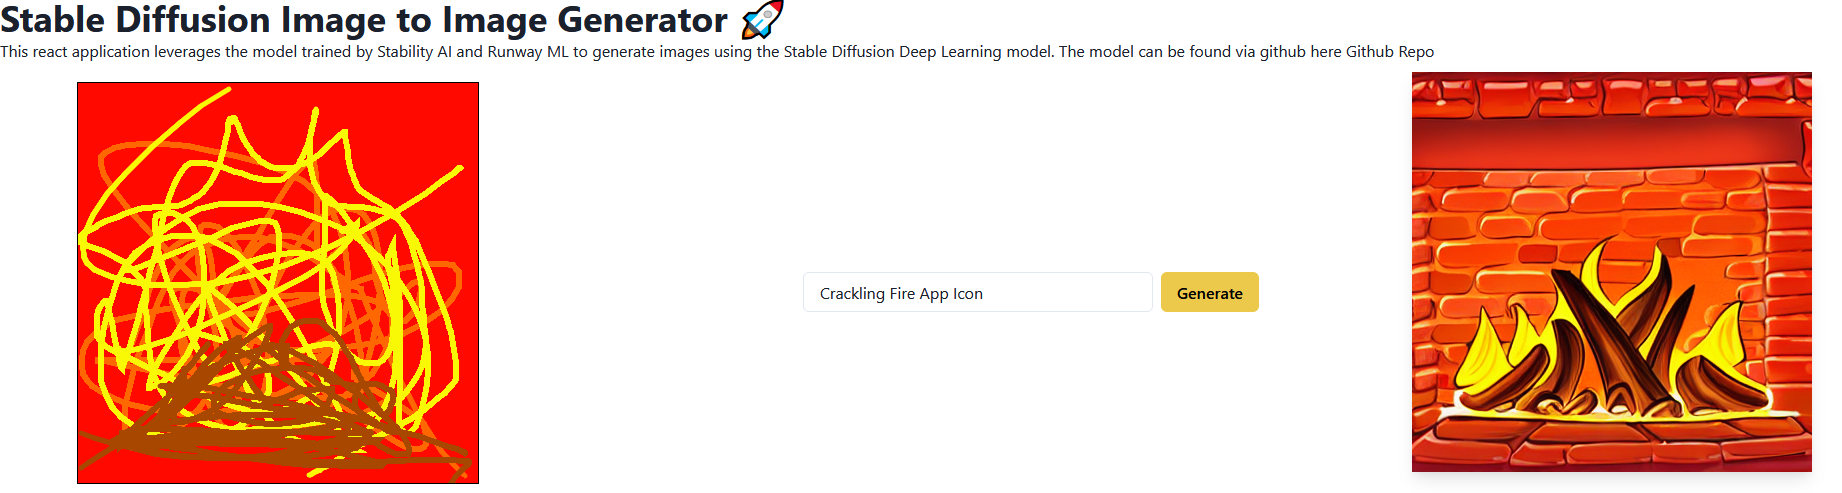 Stable Diffusion Image to Image Generator 🚀
This react application leverages the model trained by Stability AI and Runway ML to generate images using the Stable Diffusion Deep Learning model. The model can be found via github here Github Repo
Crackling Fire App Icon
Generate